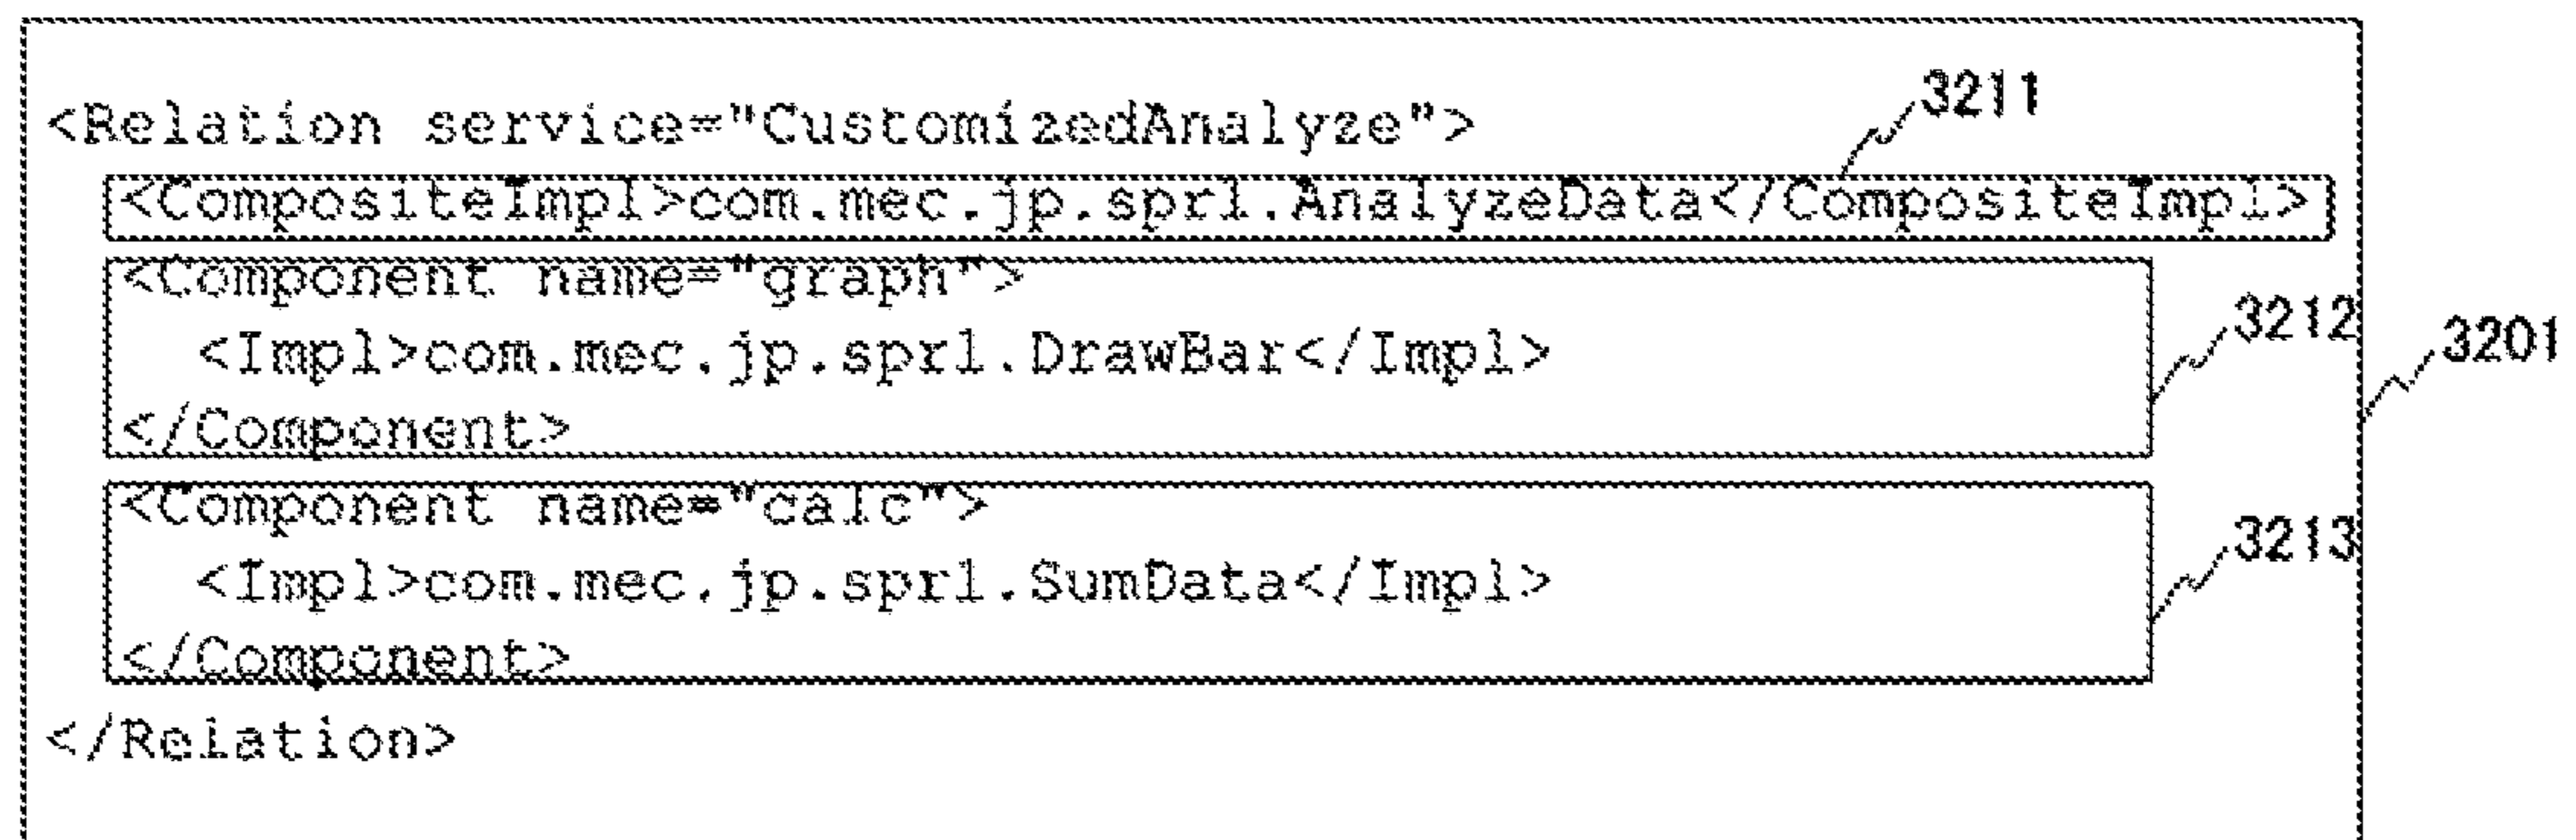 <Relation service="CustomizedAnalyze">
3211
<CompositeImpl>com.mec.jp.sprl.AnalyzeData</CompositeImpl>
<Component name="graph">
<Impl>com.mec.jp.sprl.DrawBar</Impl>
3212
3201
</Component>
<Component name="calc">
<Impl>com.mec.jp.sprl.SumData</Impl>
3213
</Component>
</Relation>